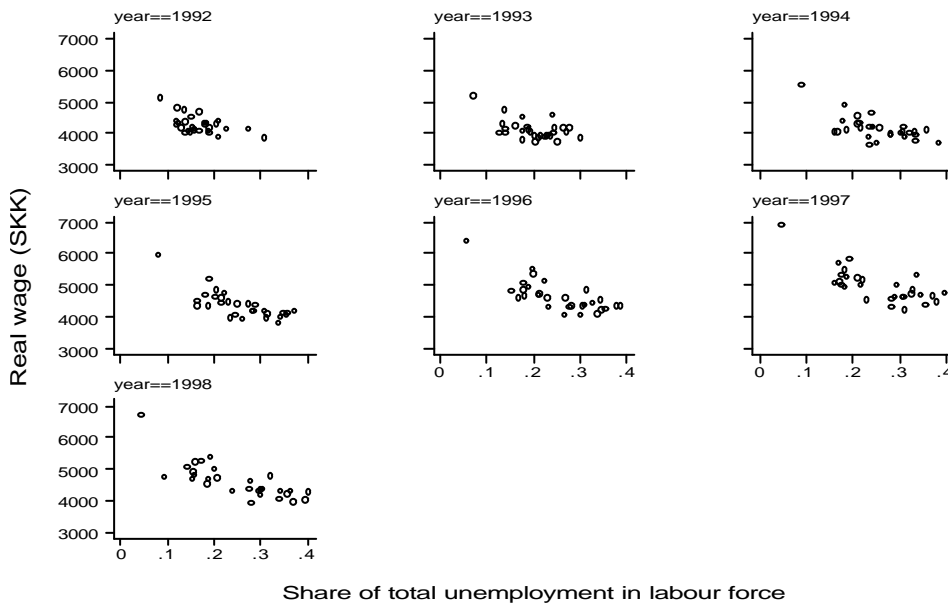 year==1992
year==1993
year==1994
7000
6000
5000
4000
3000
year==1995
year==1996
year==1997
7000
6000
5000
4000
3000
0 .1 .2 .3 .4
0 .1 .2 .3 .4
year==1998
7000
6000
5000
4000
3000
0 .1 .2 .3 .4
Real wage (SKK)
Share of total unemployment in labour force